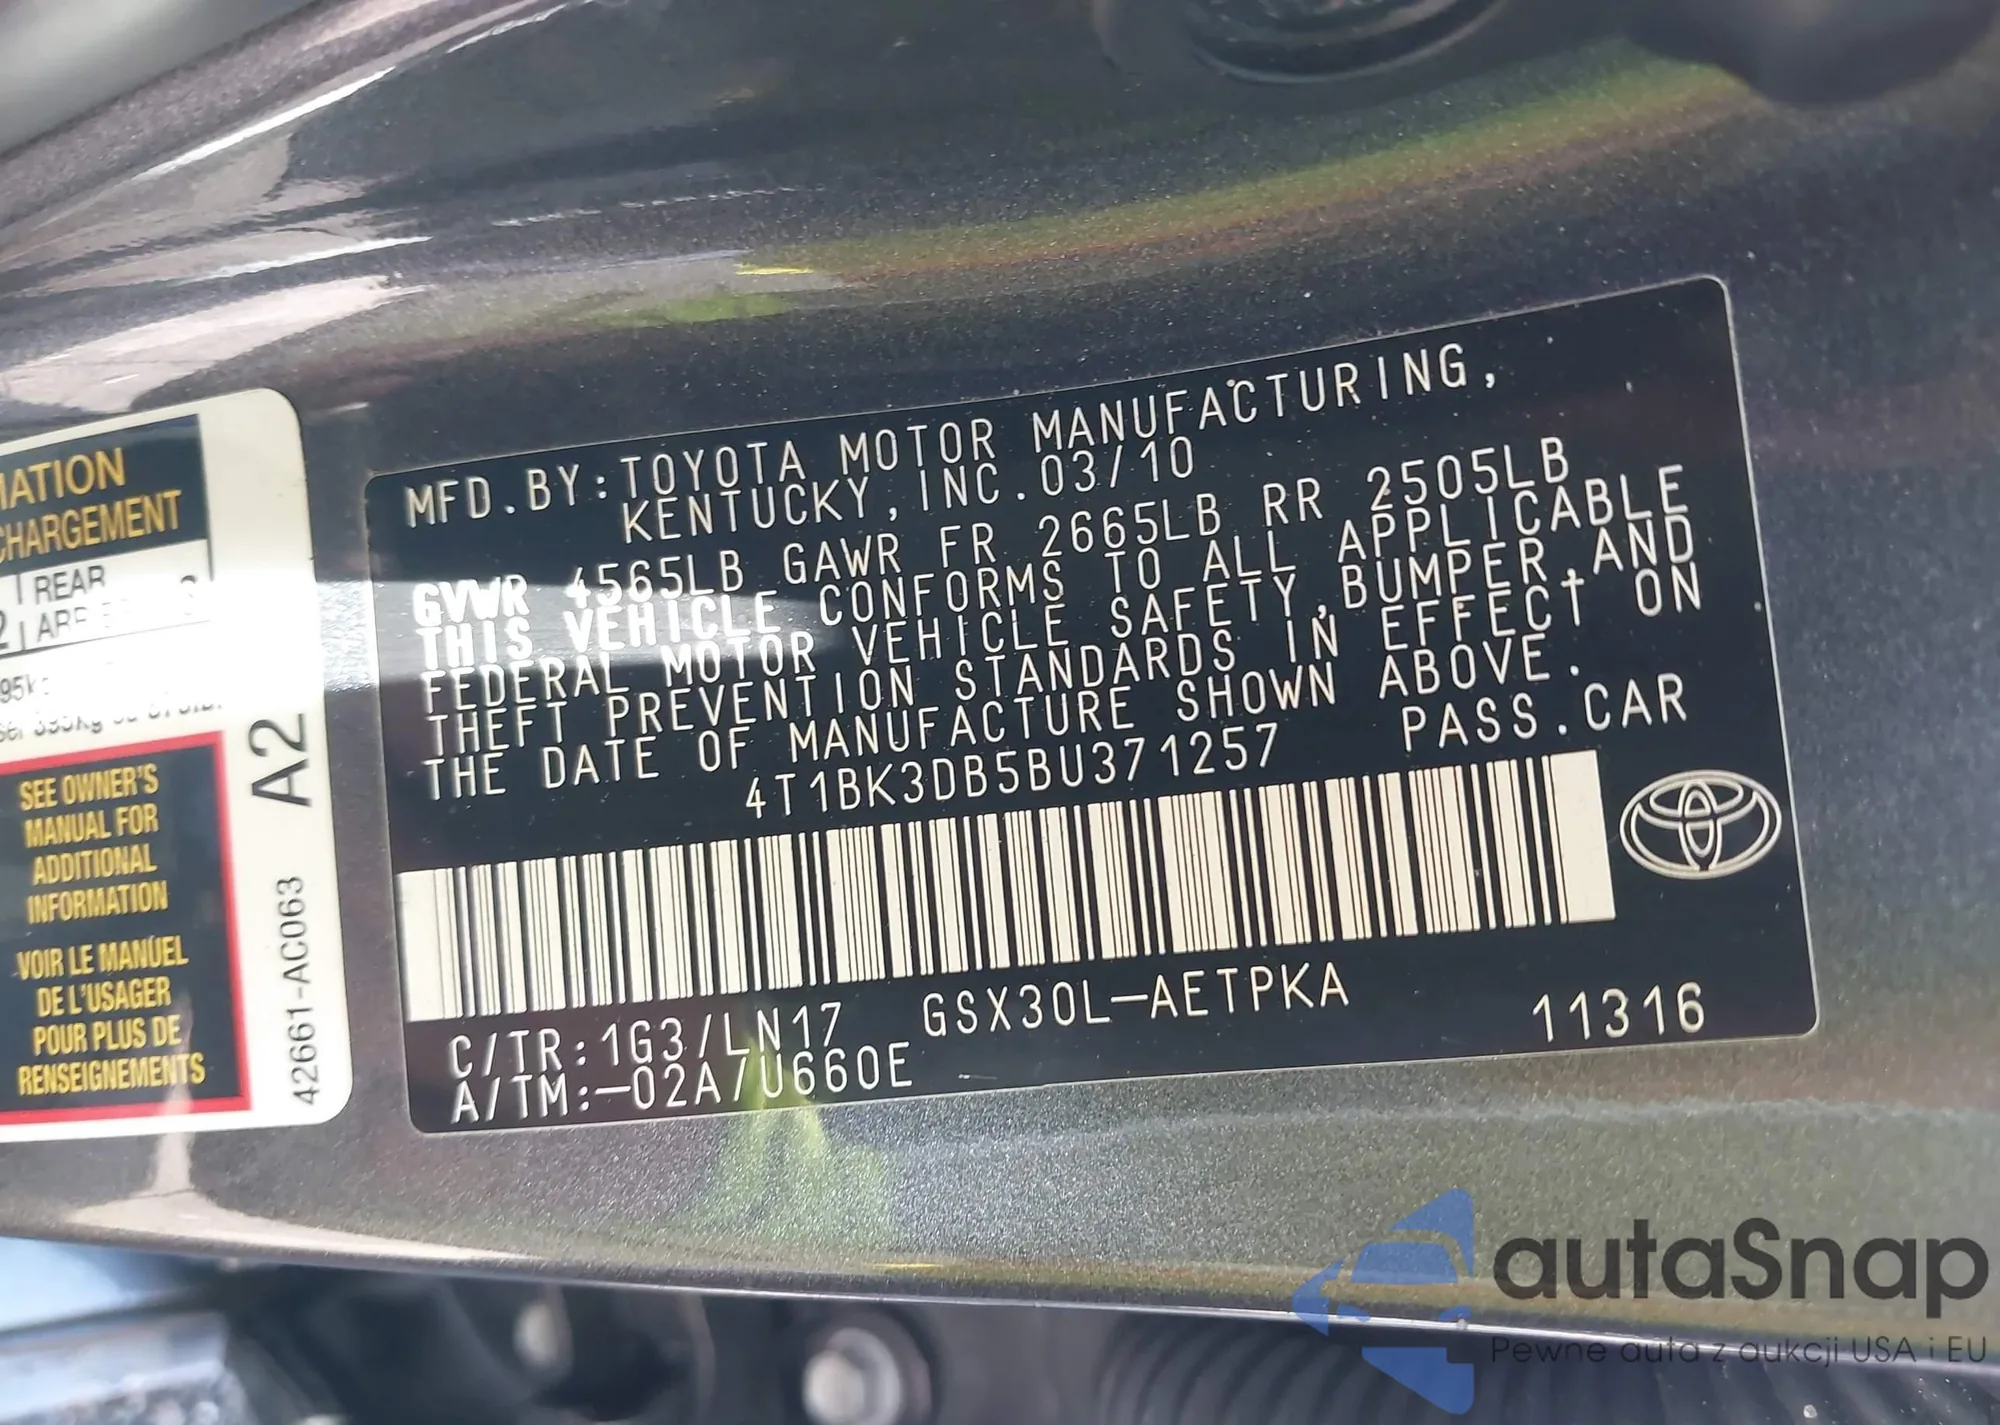 MATION
CHARGEMENT
REAR
SEE OWNER'S
MANUAL FOR
ADDITIONAL
INFORMATION
VOIR LE MANUEL
DE L'USAGER
POUR PLUS DE
RENSEIGNEMENTS
A2
42661-AC063
MFD.BY:TOYOTA MOTOR MANUFACTURING,
KENTUCKY,INC.03/10
GVWR 4565LB GAWR FR 2665LB RR 2505LB
THIS VEHICLE CONFORMS TO ALL APPLICABLE
FEDERAL MOTOR VEHICLE SAFETY,BUMPER,AND
THEFT PREVENTION STANDARDS IN EFFECT ON
THE DATE OF MANUFACTURE SHOWN ABOVE.
4T1BK3DB5BU371257 PASS.CAR
C/TR:1G3/LN17 GSX30L-AETPKA 11316
A/TM:-02A/U660E
autaSnap
Pewne auta z aukcji USA i EU